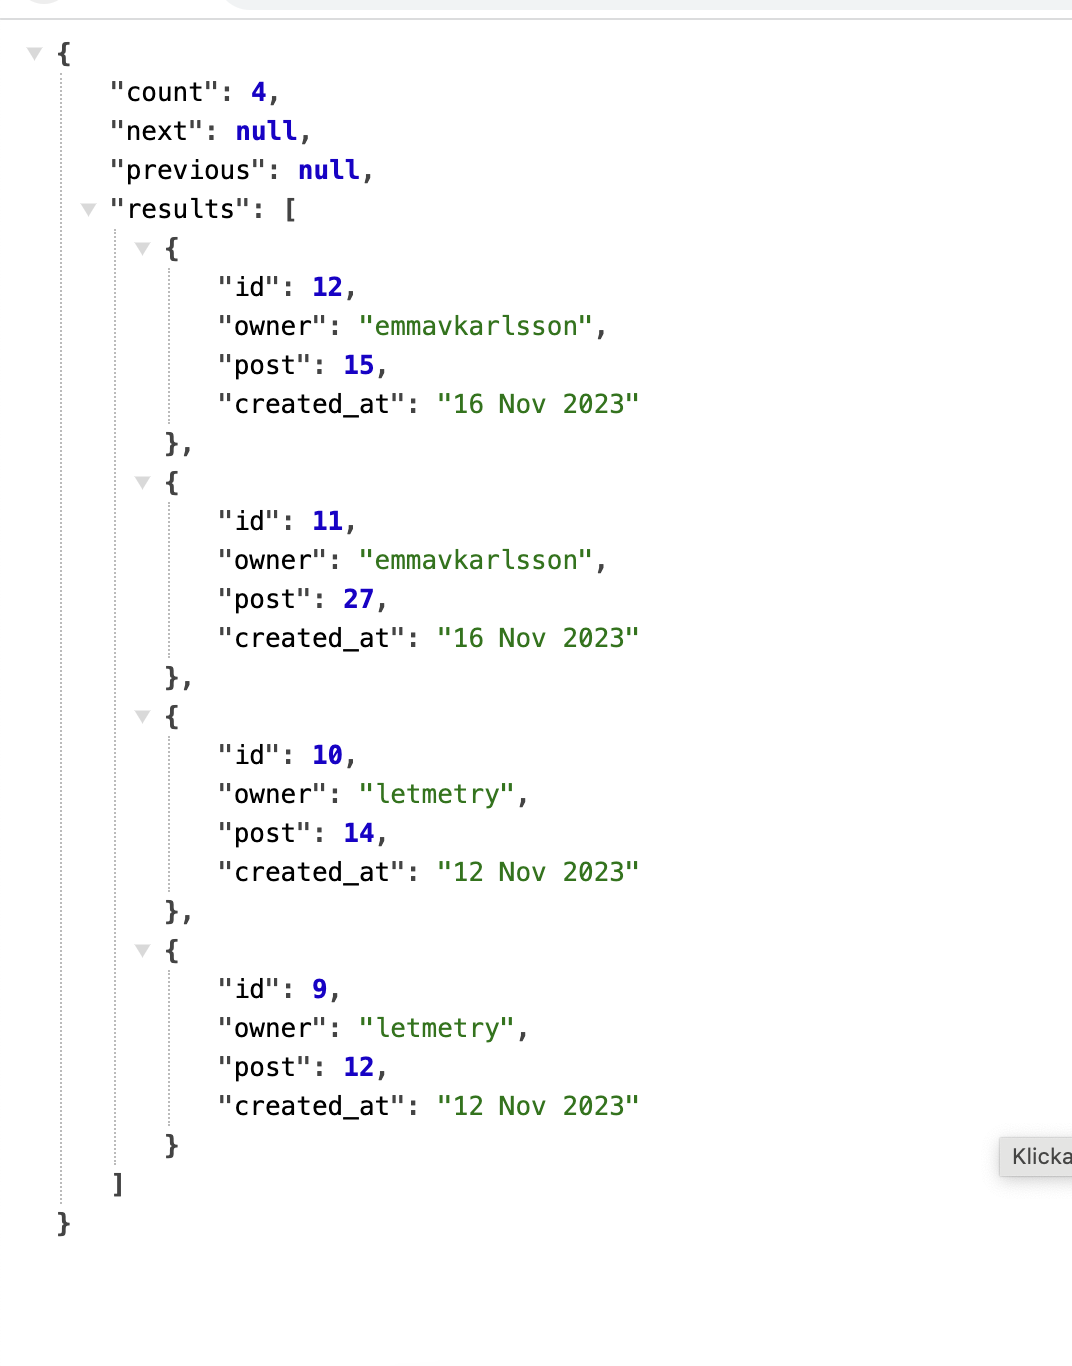 {
"count": 4,
"next": null,
"previous": null,
"results": [
{
"id": 12,
"owner": "emmavkarlsson",
"post": 15,
"created_at": "16 Nov 2023"
},
{
"id": 11,
"owner": "emmavkarlsson",
"post": 27,
"created_at": "16 Nov 2023"
},
{
"id": 10,
"owner": "letmetry",
"post": 14,
"created_at": "12 Nov 2023"
},
{
"id": 9,
"owner": "letmetry",
"post": 12,
"created_at": "12 Nov 2023"
}
Klicka
]
}